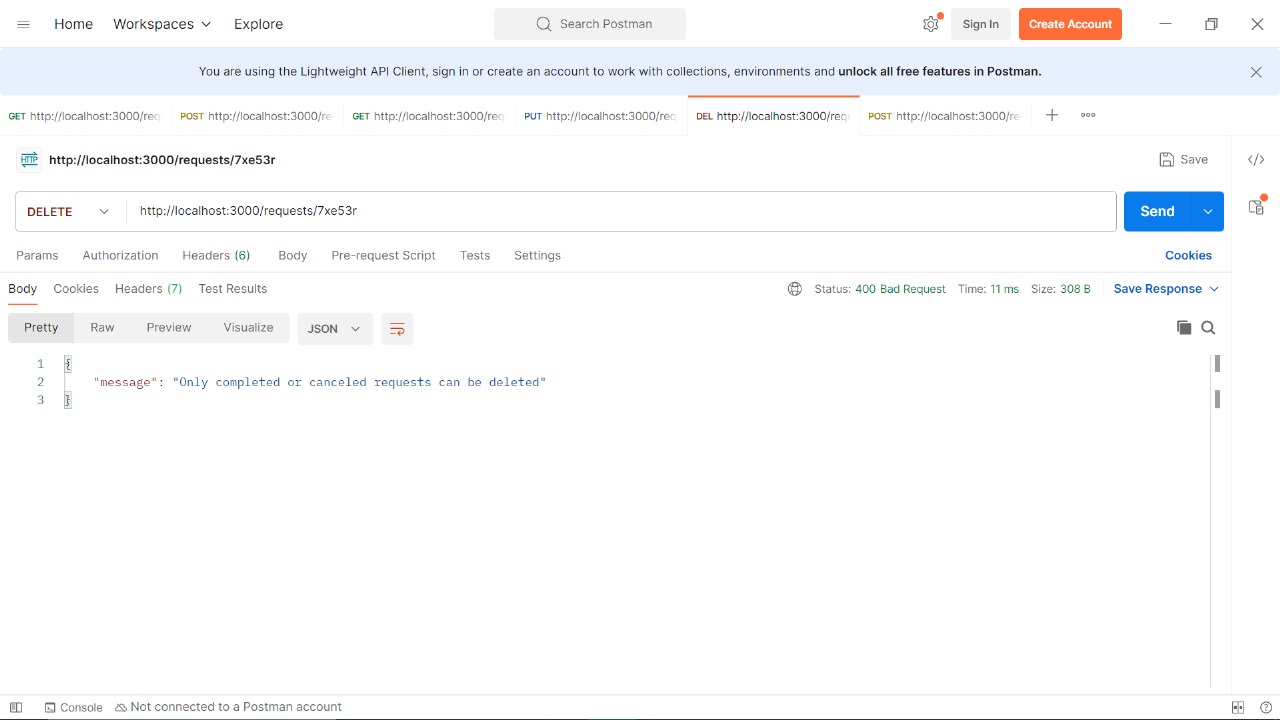 Home Workspaces Explore Search Postman Sign In Create Account
You are using the Lightweight API Client, sign in or create an account to work with collections, environments and unlock all free features in Postman.
GET http://localhost:3000/req POST http://localhost:3000/re GET http://localhost:3000/req PUT http://localhost:3000/req DEL http://localhost:3000/req POST http://localhost:3000/re
HTTP http://localhost:3000/requests/7xe53r Save
DELETE http://localhost:3000/requests/7xe53r Send
Params Authorization Headers (6) Body Pre-request Script Tests Settings Cookies
Body Cookies Headers (7) Test Results Status: 400 Bad Request Time: 11 ms Size: 308 B Save Response
Pretty Raw Preview Visualize JSON
1 {
2 "message": "Only completed or canceled requests can be deleted"
3 }
Console Not connected to a Postman account